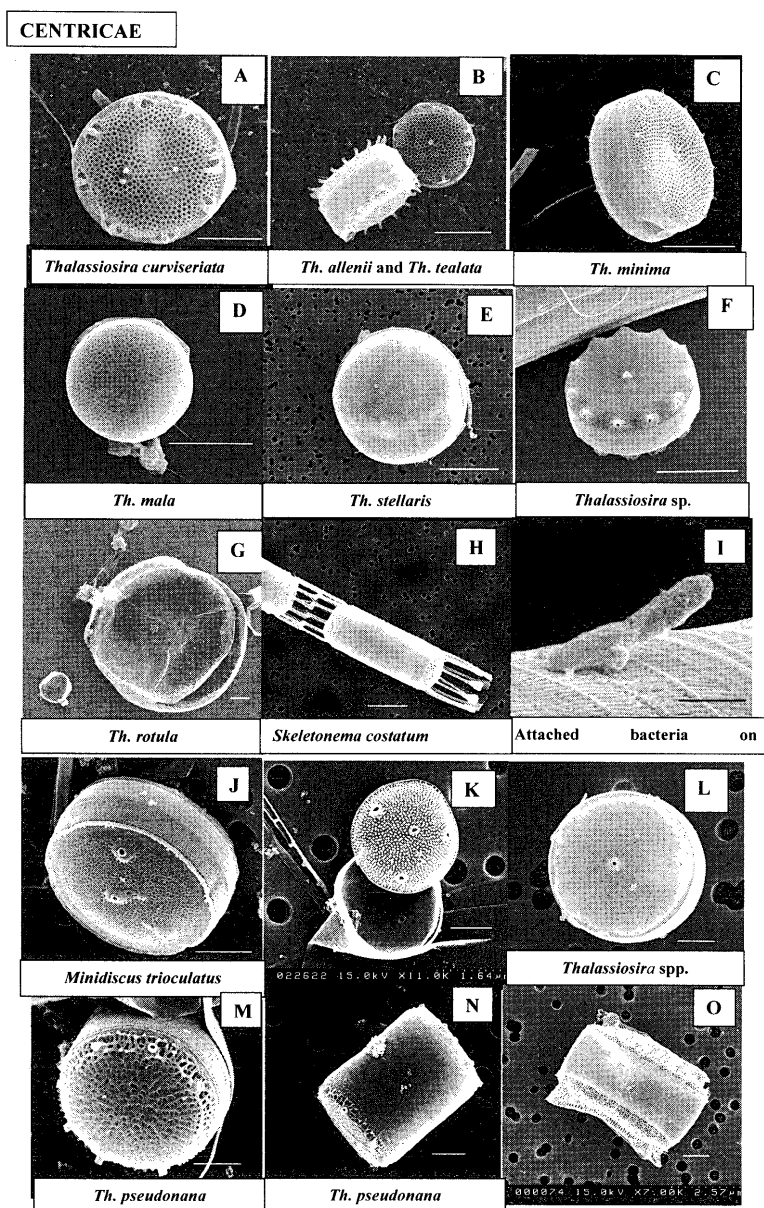 CENTRICAE
A B C
Thalassiosira curviseriata Th. allenii and Th. tealata Th. minima
D E F
Th. mala Th. stellaris Thalassiosira sp.
G H I
Th. rotula Skeletonema costatum Attached bacteria on
J K L
Minidiscus trioculatus 022622 15.0kV X11.0K 1.64µm Thalassiosira spp.
M N O
Th. pseudonana Th. pseudonana 000074 15.0kV X7.00K 2.57µm